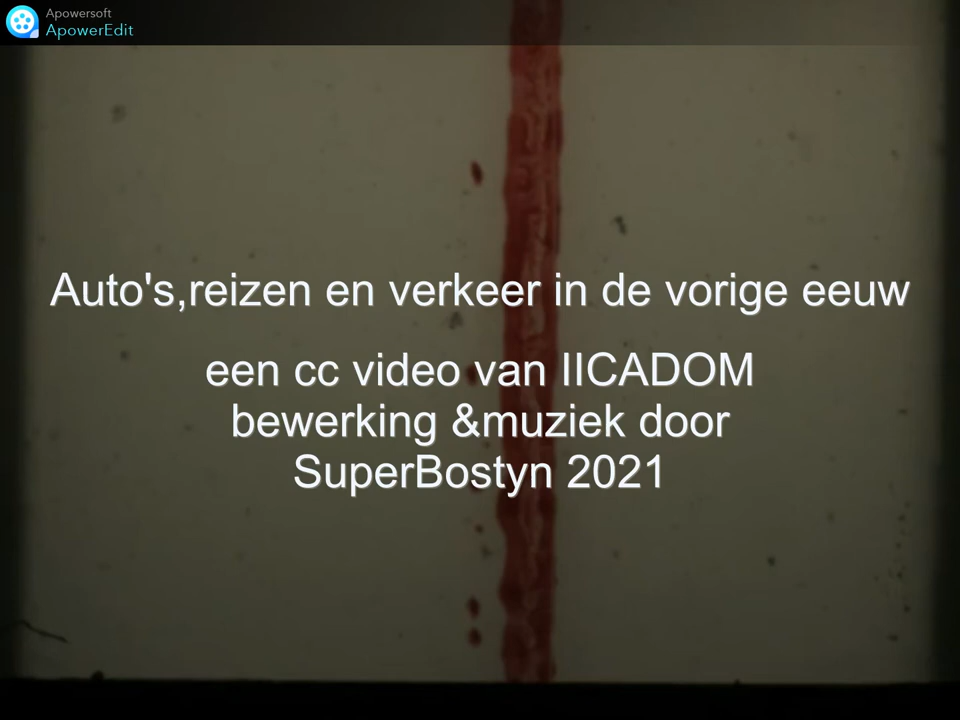 Apowersoft
ApowerEdit
Auto's,reizen en verkeer in de vorige eeuw
een cc video van IICADOM
bewerking &muziek door
SuperBostyn 2021